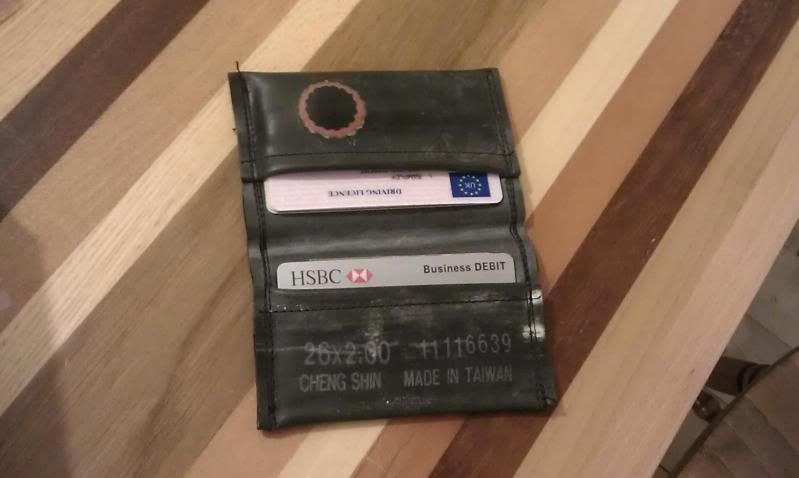 DRIVING LICENCE
UK
HSBC Business DEBIT
26x2.00 11116639
CHENG SHIN MADE IN TAIWAN